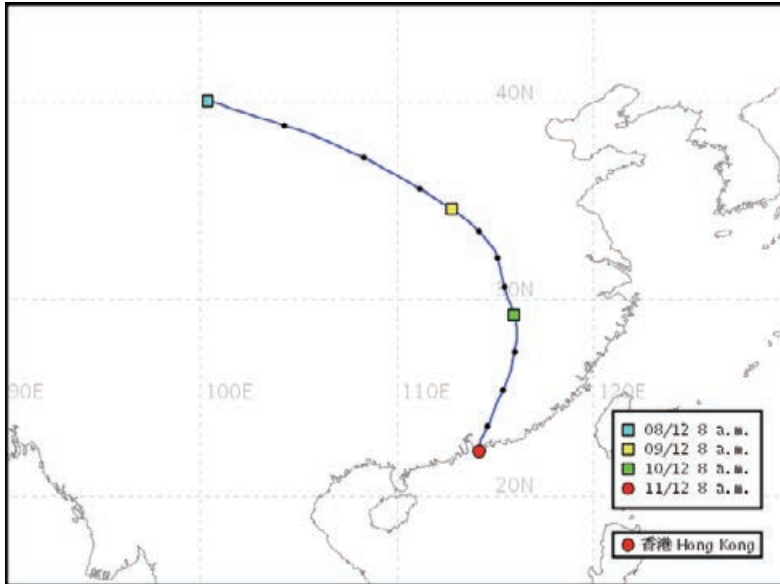 40N
30N
90E
100E
110E
120E
08/12 8 a.m.
09/12 8 a.m.
10/12 8 a.m.
11/12 8 a.m.
20N
香港 Hong Kong